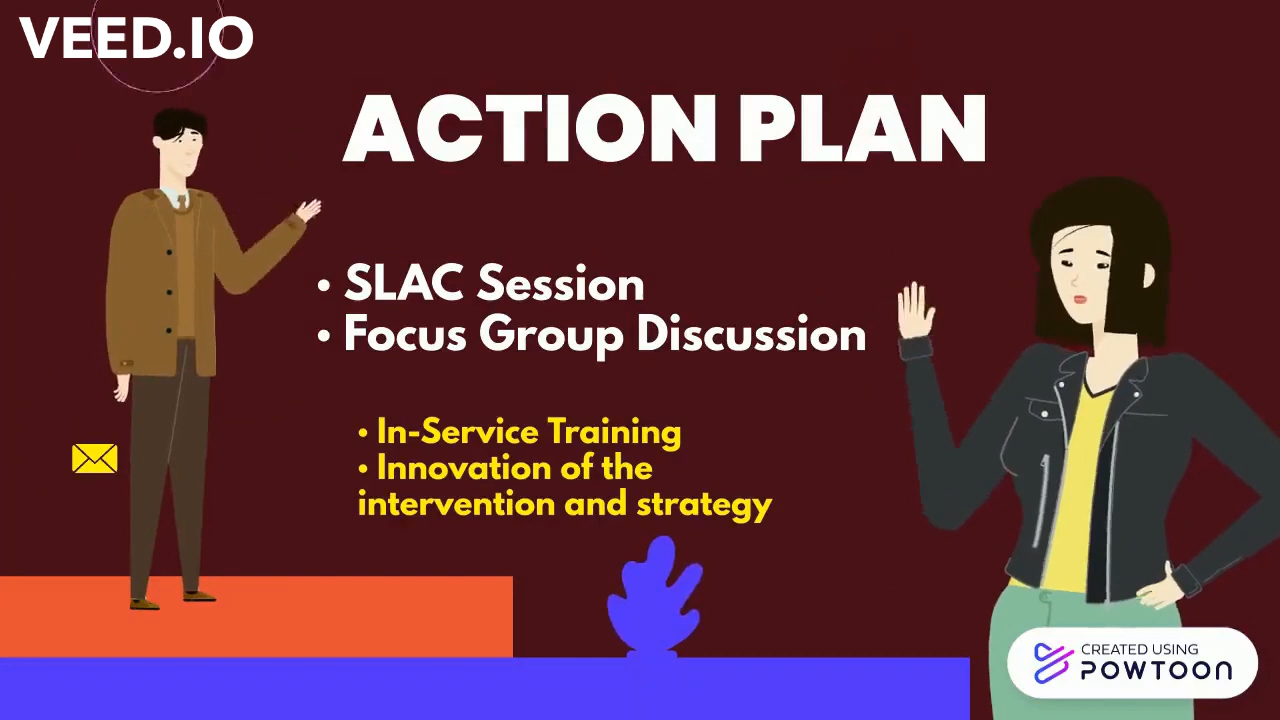 VEED.IO
ACTION PLAN
• SLAC Session
• Focus Group Discussion
• In-Service Training
• Innovation of the
intervention and strategy
CREATED USING
POWTOON